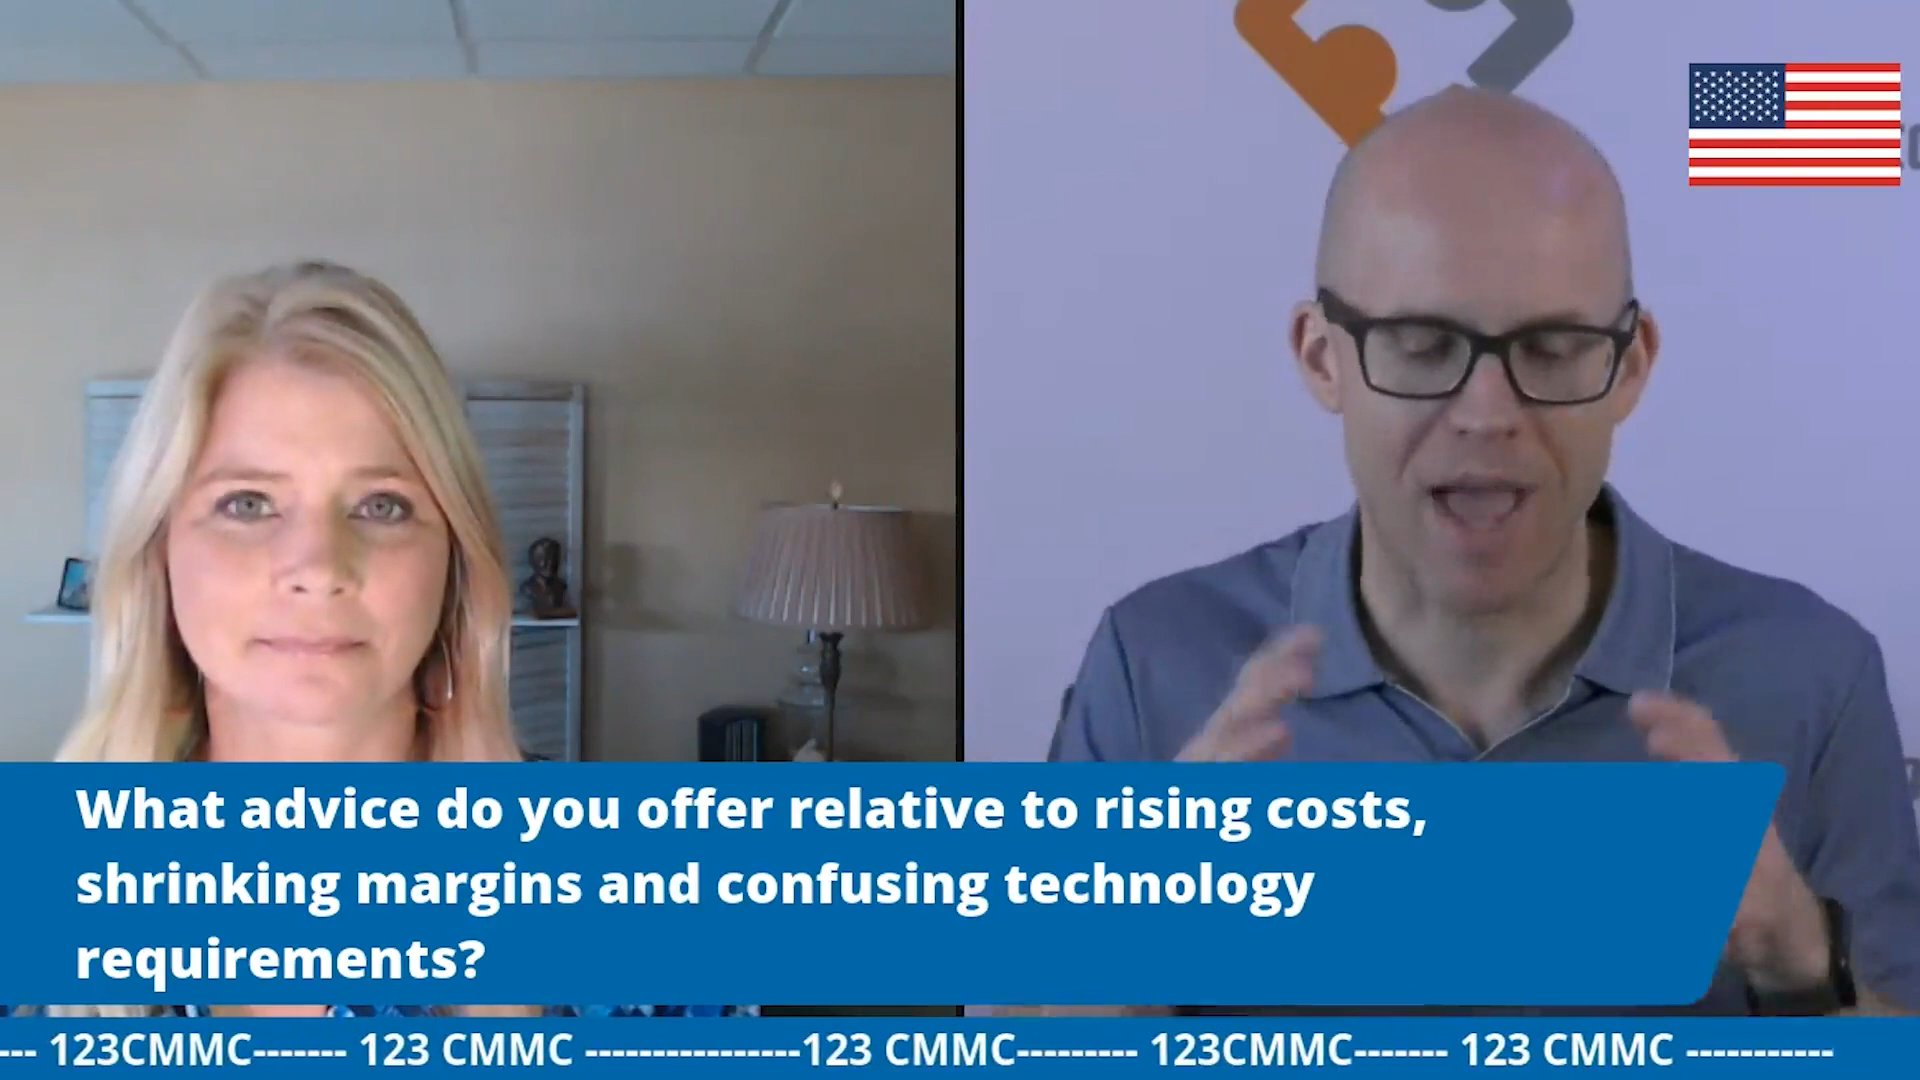 What advice do you offer relative to rising costs,
shrinking margins and confusing technology
requirements?
--- 123CMMC------- 123 CMMC ----------------123 CMMC--------- 123CMMC------- 123 CMMC -----------